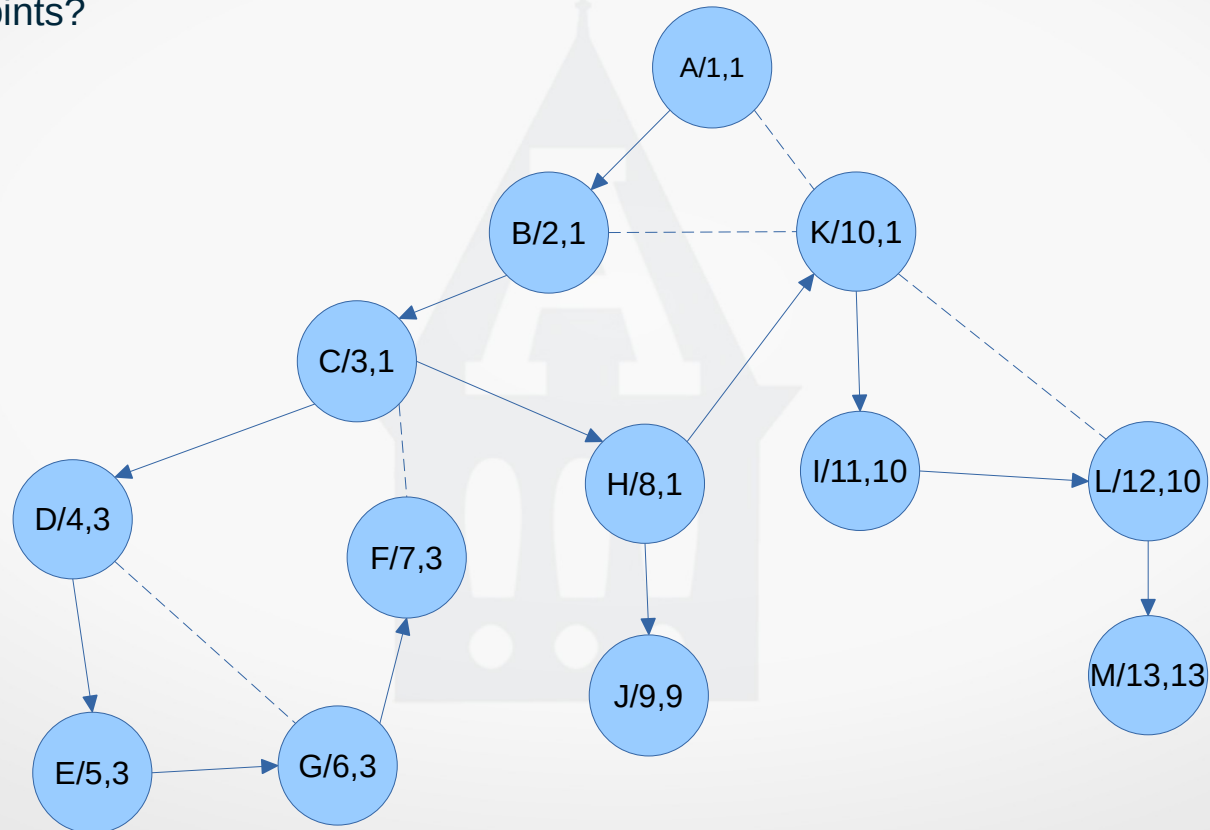 A/1,1
B/2,1
K/10,1
C/3,1
H/8,1
I/11,10
L/12,10
D/4,3
F/7,3
J/9,9
M/13,13
E/5,3
G/6,3